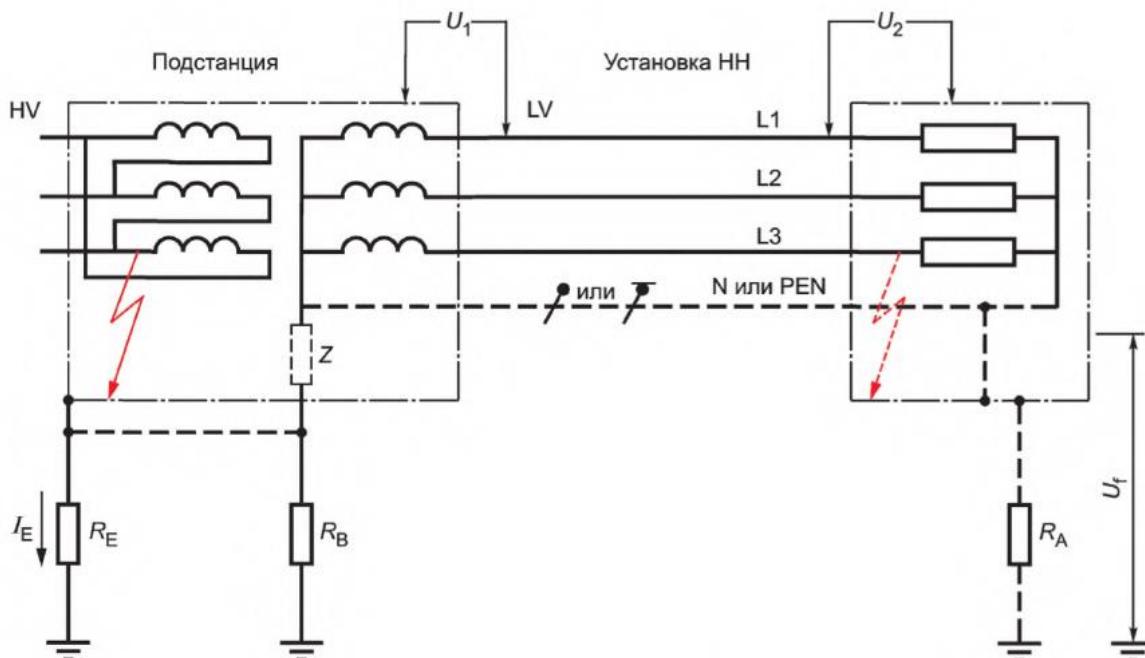 U1
U2
Подстанция
Установка НН
HV
LV
L1
L2
L3
или
N или PEN
Z
IE
RE
RB
RA
Uf